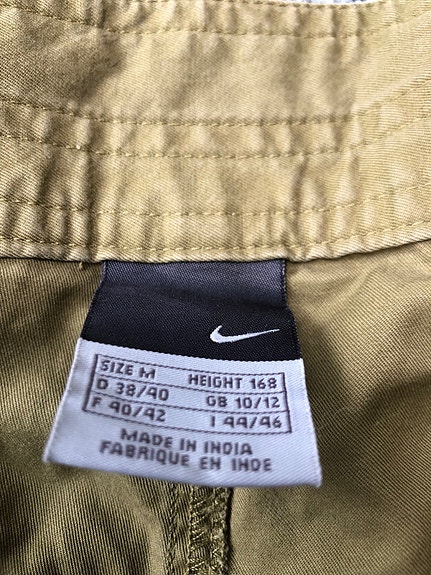 SIZE M HEIGHT 168
D 38/40 GB 10/12
F 40/42 I 44/46
MADE IN INDIA
FABRIQUE EN INDE